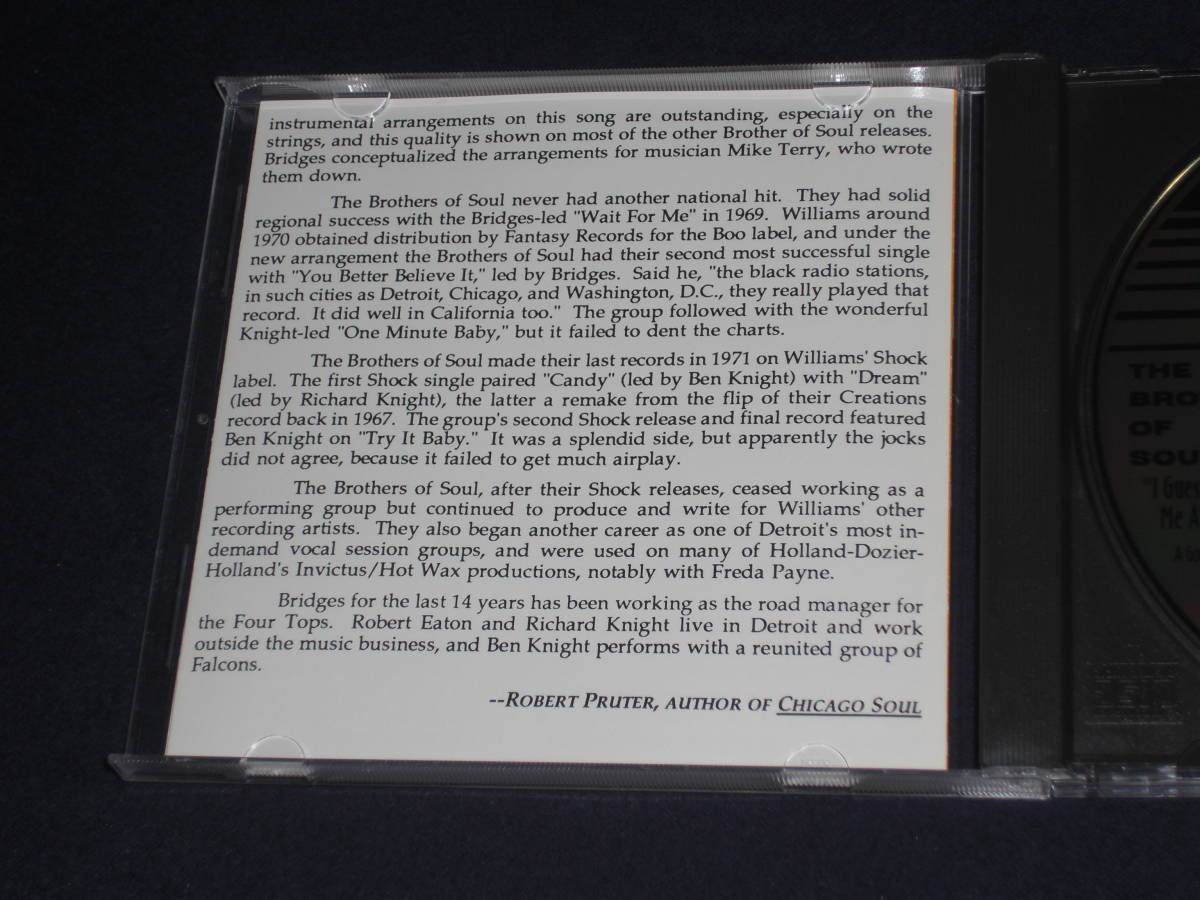 instrumental arrangements on this song are outstanding, especially on the
strings, and this quality is shown on most of the other Brother of Soul releases.
Bridges conceptualized the arrangements for musician Mike Terry, who wrote
them down.
The Brothers of Soul never had another national hit. They had solid
regional success with the Bridges-led "Wait For Me" in 1969. Williams around
1970 obtained distribution by Fantasy Records for the Boo label, and under the
new arrangement the Brothers of Soul had their second most successful single
with "You Better Believe It," led by Bridges. Said he, "the black radio stations,
in such cities as Detroit, Chicago, and Washington, D.C., they really played that
record. It did well in California too." The group followed with the wonderful
Knight-led "One Minute Baby," but it failed to dent the charts.
The Brothers of Soul made their last records in 1971 on Williams' Shock
label. The first Shock single paired "Candy" (led by Ben Knight) with "Dream"
(led by Richard Knight), the latter a remake from the flip of their Creations
record back in 1967. The group's second Shock release and final record featured
Ben Knight on "Try It Baby." It was a splendid side, but apparently the jocks
did not agree, because it failed to get much airplay.
The Brothers of Soul, after their Shock releases, ceased working as a
performing group but continued to produce and write for Williams' other
recording artists. They also began another career as one of Detroit's most in-
demand vocal session groups, and were used on many of Holland-Dozier-
Holland's Invictus/Hot Wax productions, notably with Freda Payne.
Bridges for the last 14 years has been working as the road manager for
the Four Tops. Robert Eaton and Richard Knight live in Detroit and work
outside the music business, and Ben Knight performs with a reunited group of
Falcons.
--ROBERT PRUTER, AUTHOR OF CHICAGO SOUL
THE
BRO
OF
SOU
"I Gues
Me A